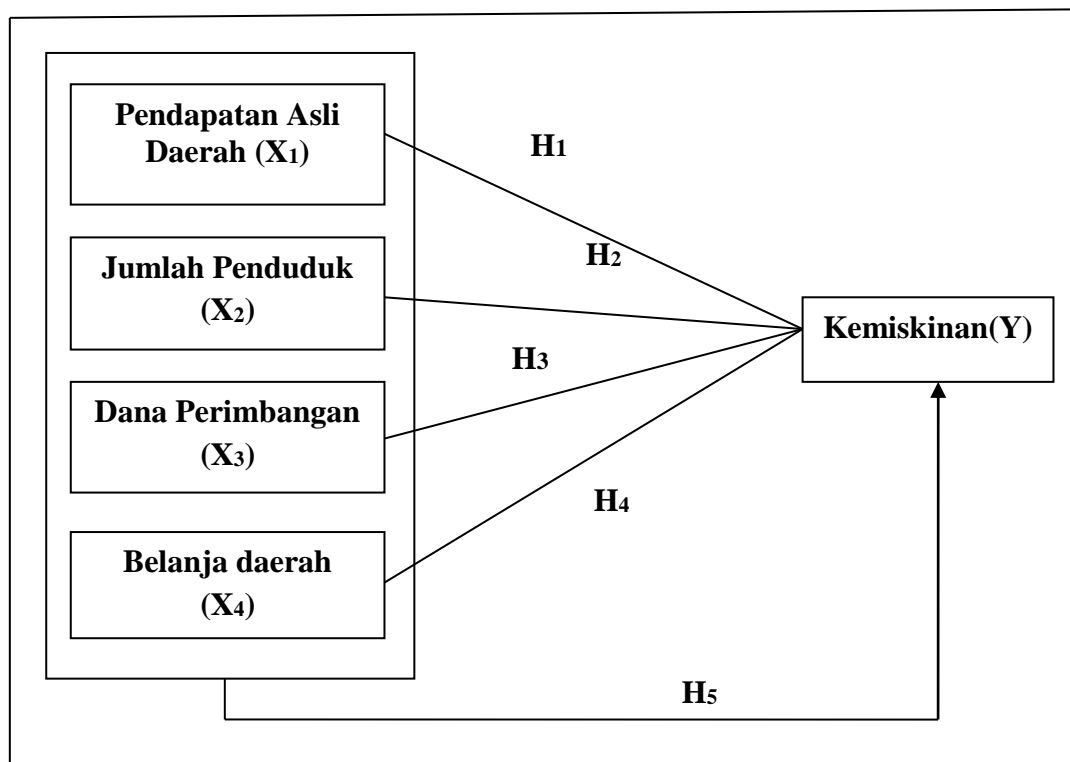 Pendapatan Asli
Daerah (X1)
H1
Jumlah Penduduk
(X2)
H2
Kemiskinan(Y)
Dana Perimbangan
(X3)
H3
Belanja daerah
(X4)
H4
H5